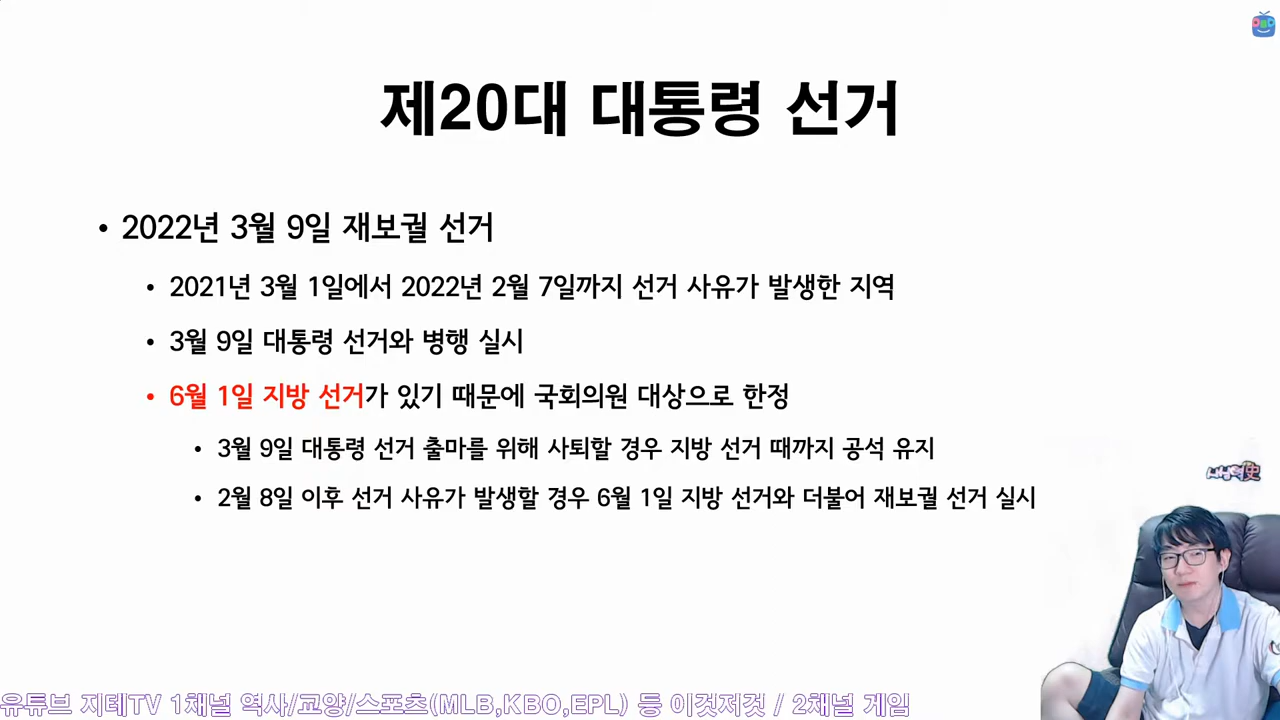 제20대 대통령 선거
• 2022년 3월 9일 재보궐 선거
• 2021년 3월 1일에서 2022년 2월 7일까지 선거 사유가 발생한 지역
• 3월 9일 대통령 선거와 병행 실시
• 6월 1일 지방 선거가 있기 때문에 국회의원 대상으로 한정
• 3월 9일 대통령 선거 출마를 위해 사퇴할 경우 지방 선거 때까지 공석 유지
• 2월 8일 이후 선거 사유가 발생할 경우 6월 1일 지방 선거와 더불어 재보궐 선거 실시
유튜브 지테TV 1채널 역사/교양/스포츠(MLB,KBO,EPL) 등 이것저것 / 2채널 게임